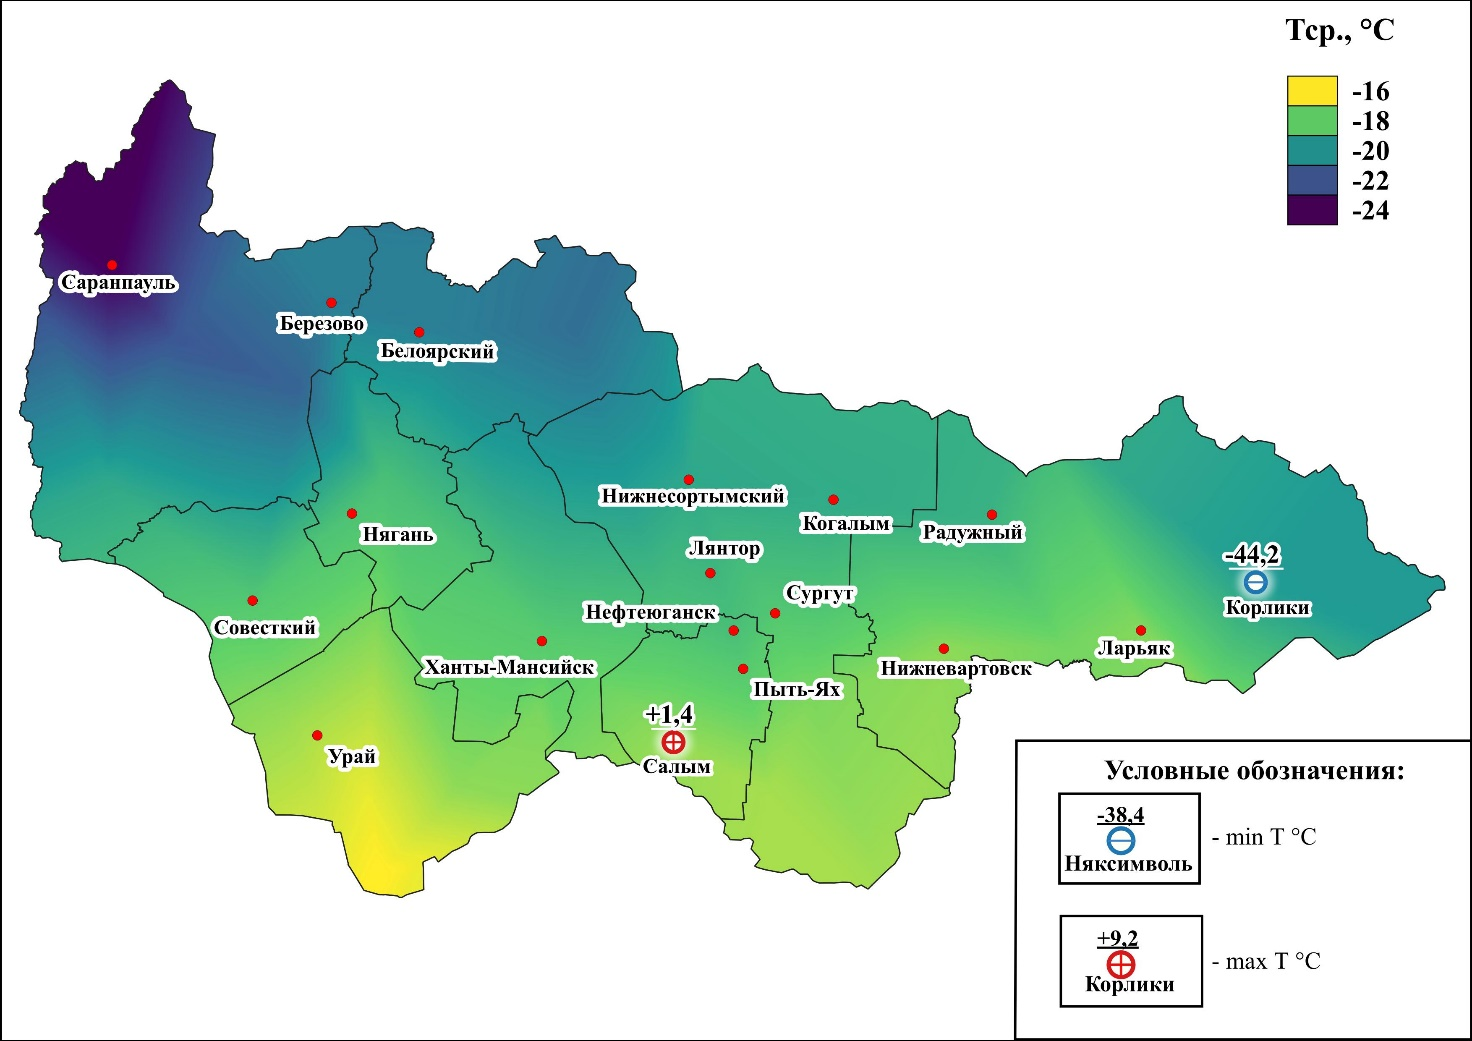 Тср., °C
-16
-18
-20
-22
-24
Саранпауль
Березово
Белоярский
Нижнесортымский
Когалым
Радужный
Нягань
Лянтор
-44,2
Корлики
Сургут
Нефтеюганск
Совесткий
Ханты-Мансийск
Нижневартовск
Ларьяк
Пыть-Ях
+1,4
Салым
Урай
Условные обозначения:
-38,4
Няксимволь
- min T °C
+9,2
Корлики
- max T °C